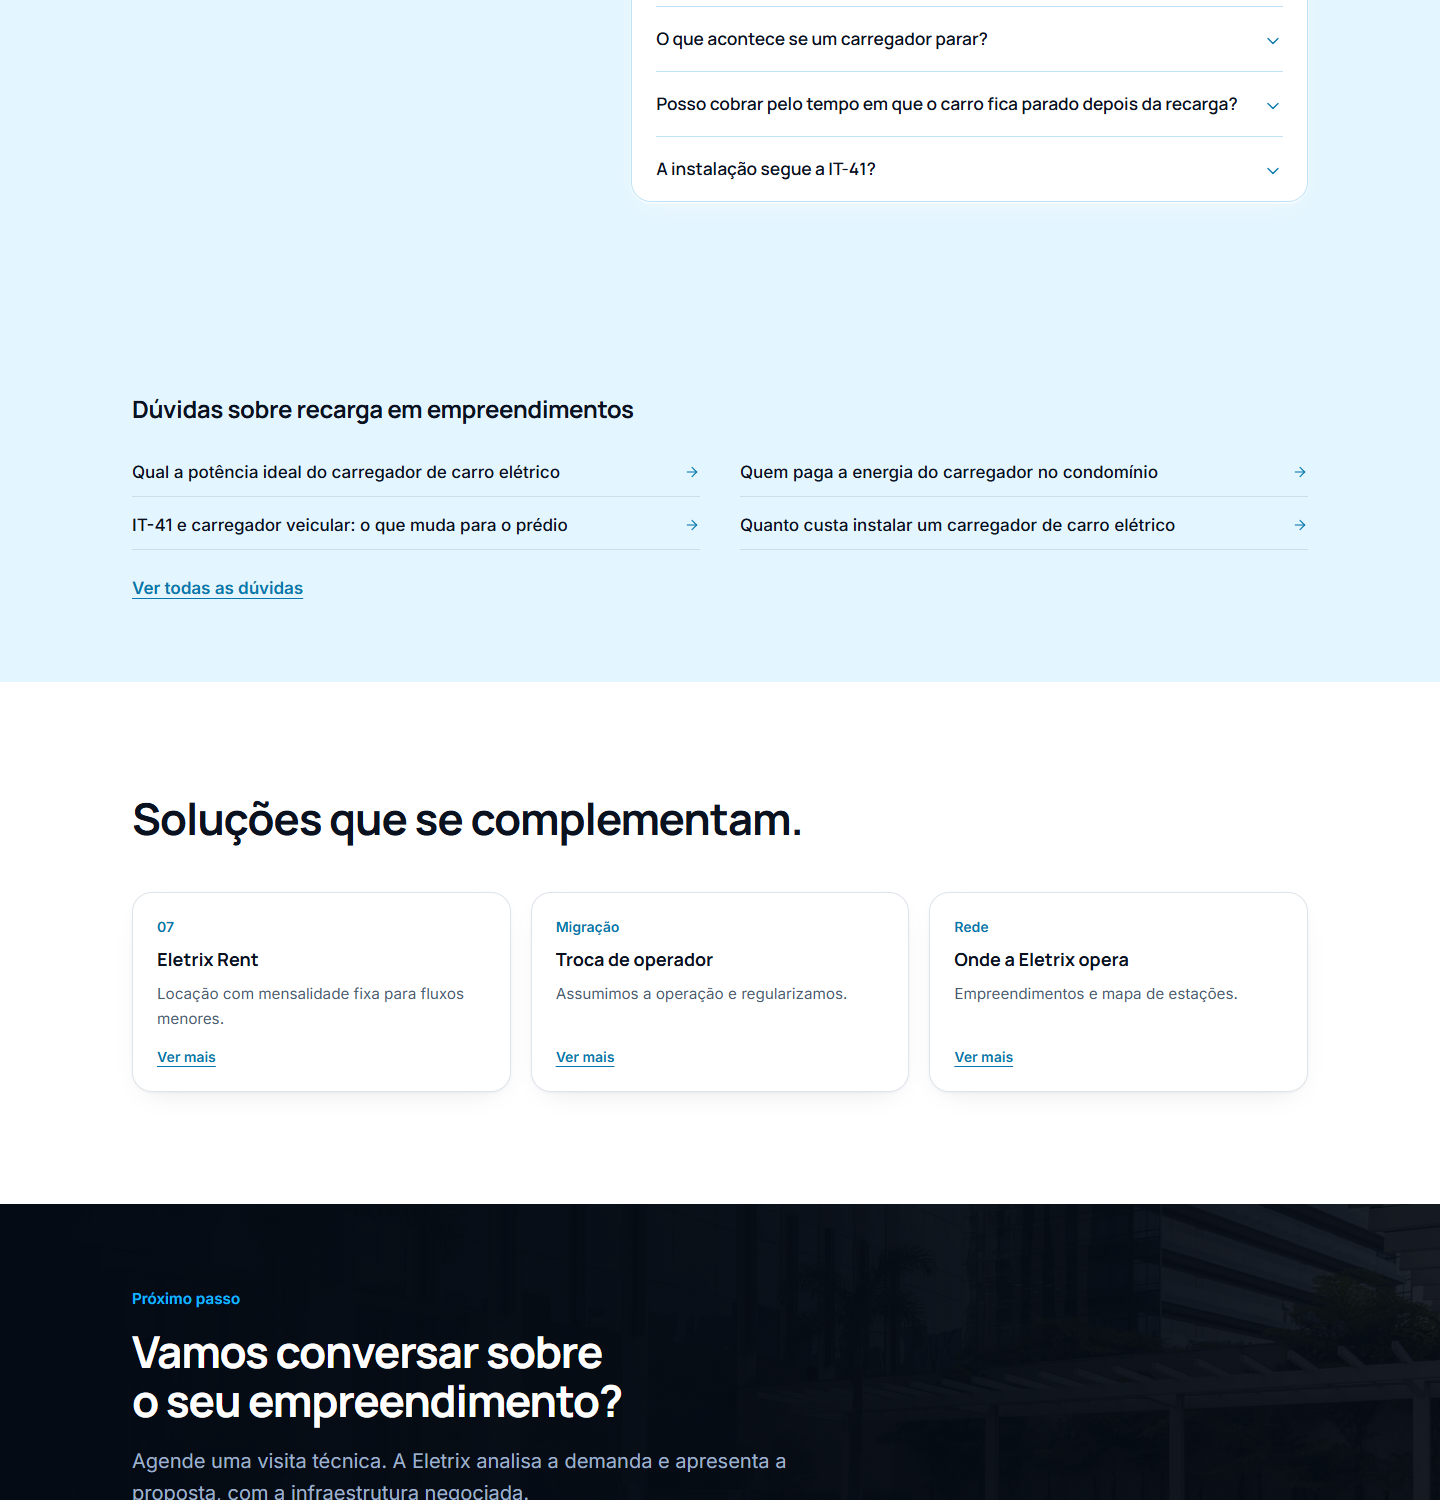 O que acontece se um carregador parar?
Posso cobrar pelo tempo em que o carro fica parado depois da recarga?
A instalação segue a IT-41?
Dúvidas sobre recarga em empreendimentos
Qual a potência ideal do carregador de carro elétrico
Quem paga a energia do carregador no condomínio
IT-41 e carregador veicular: o que muda para o prédio
Quanto custa instalar um carregador de carro elétrico
Ver todas as dúvidas
Soluções que se complementam.
07
Eletrix Rent
Locação com mensalidade fixa para fluxos
menores.
Ver mais
Migração
Troca de operador
Assumimos a operação e regularizamos.
Ver mais
Rede
Onde a Eletrix opera
Empreendimentos e mapa de estações.
Ver mais
Próximo passo
Vamos conversar sobre
o seu empreendimento?
Agende uma visita técnica. A Eletrix analisa a demanda e apresenta a
proposta, com a infraestrutura negociada.